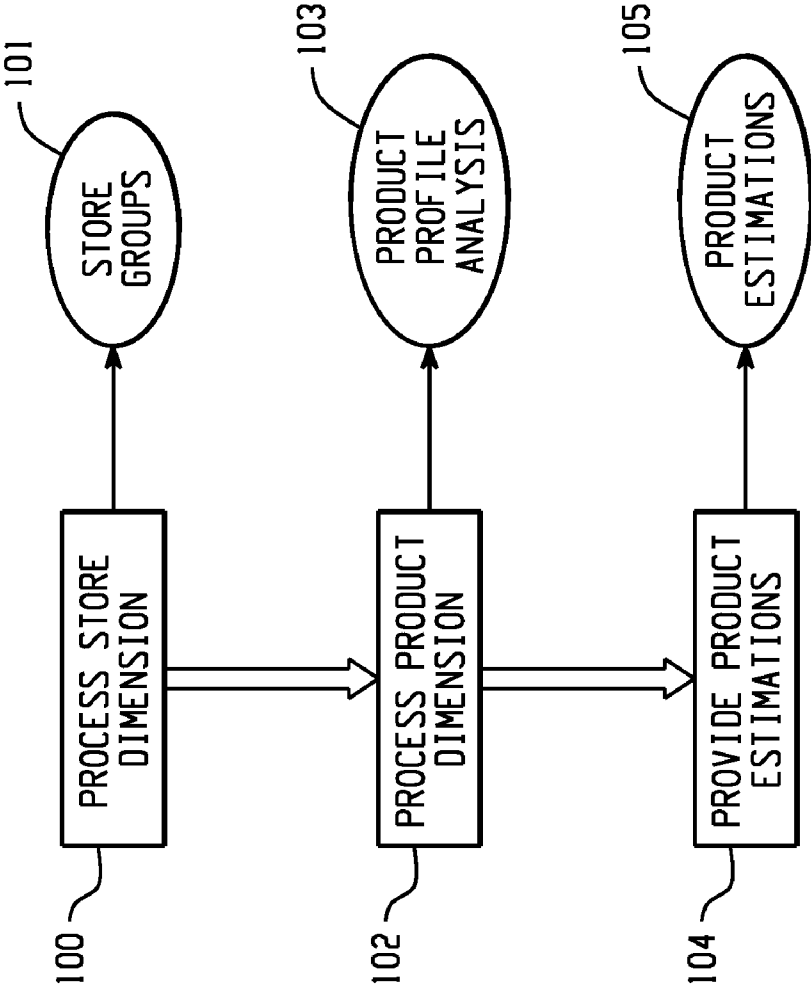 100
PROCESS STORE
DIMENSION
STORE
GROUPS
101
102
PROCESS PRODUCT
DIMENSION
PRODUCT
PROFILE
ANALYSIS
103
104
PROVIDE PRODUCT
ESTIMATIONS
PRODUCT
ESTIMATIONS
105